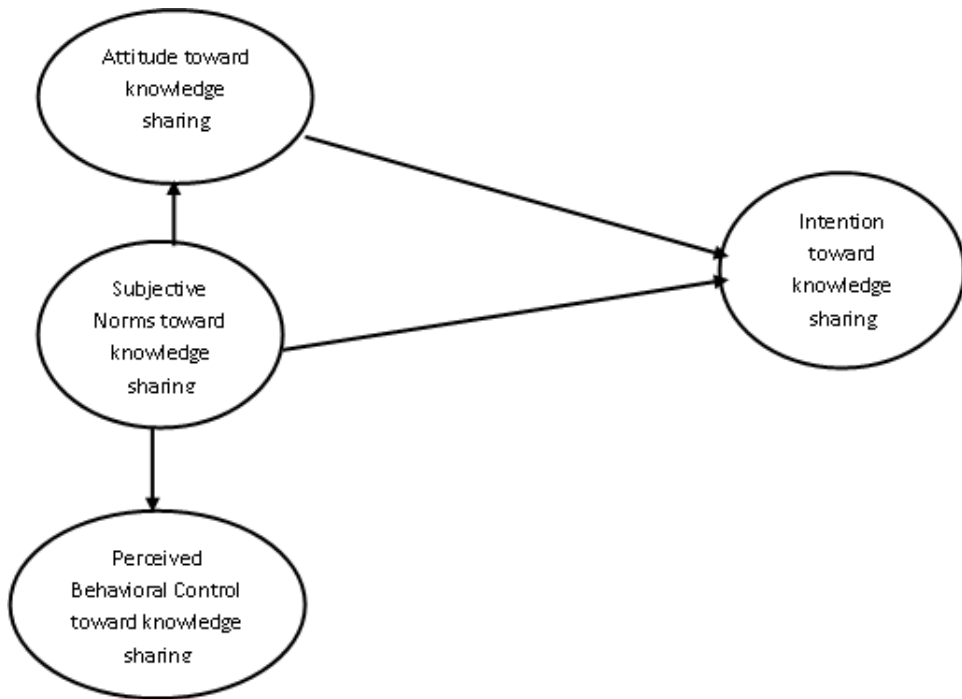 Attitude toward
knowledge
sharing
Intention
toward
knowledge
sharing
Subjective
Norms toward
knowledge
sharing
Perceived
Behavioral Control
toward knowledge
sharing